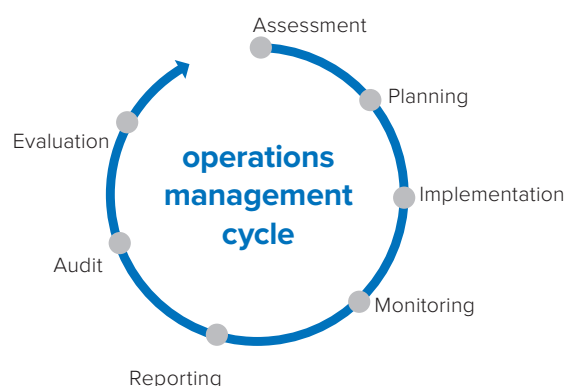 Assessment
Planning
Implementation
Monitoring
Reporting
Audit
Evaluation
operations
management
cycle